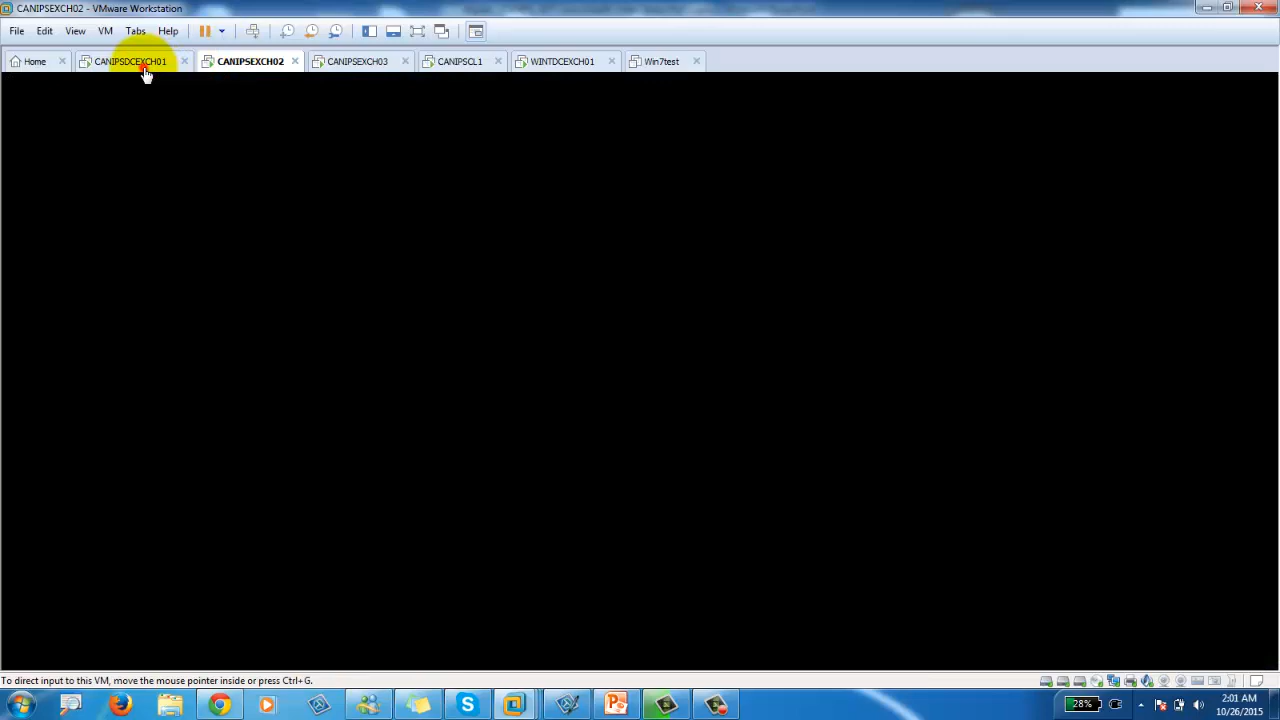 CANIPSEXCH02 - VMware Workstation
File Edit View VM Tabs Help
Home CANIPSDCEXCH01 CANIPSEXCH02 CANIPSEXCH03 CANIPSCL1 WINTDCEXCH01 Win7test
To direct input to this VM, move the mouse pointer inside or press Ctrl+G.
28%
2:01 AM
10/26/2015